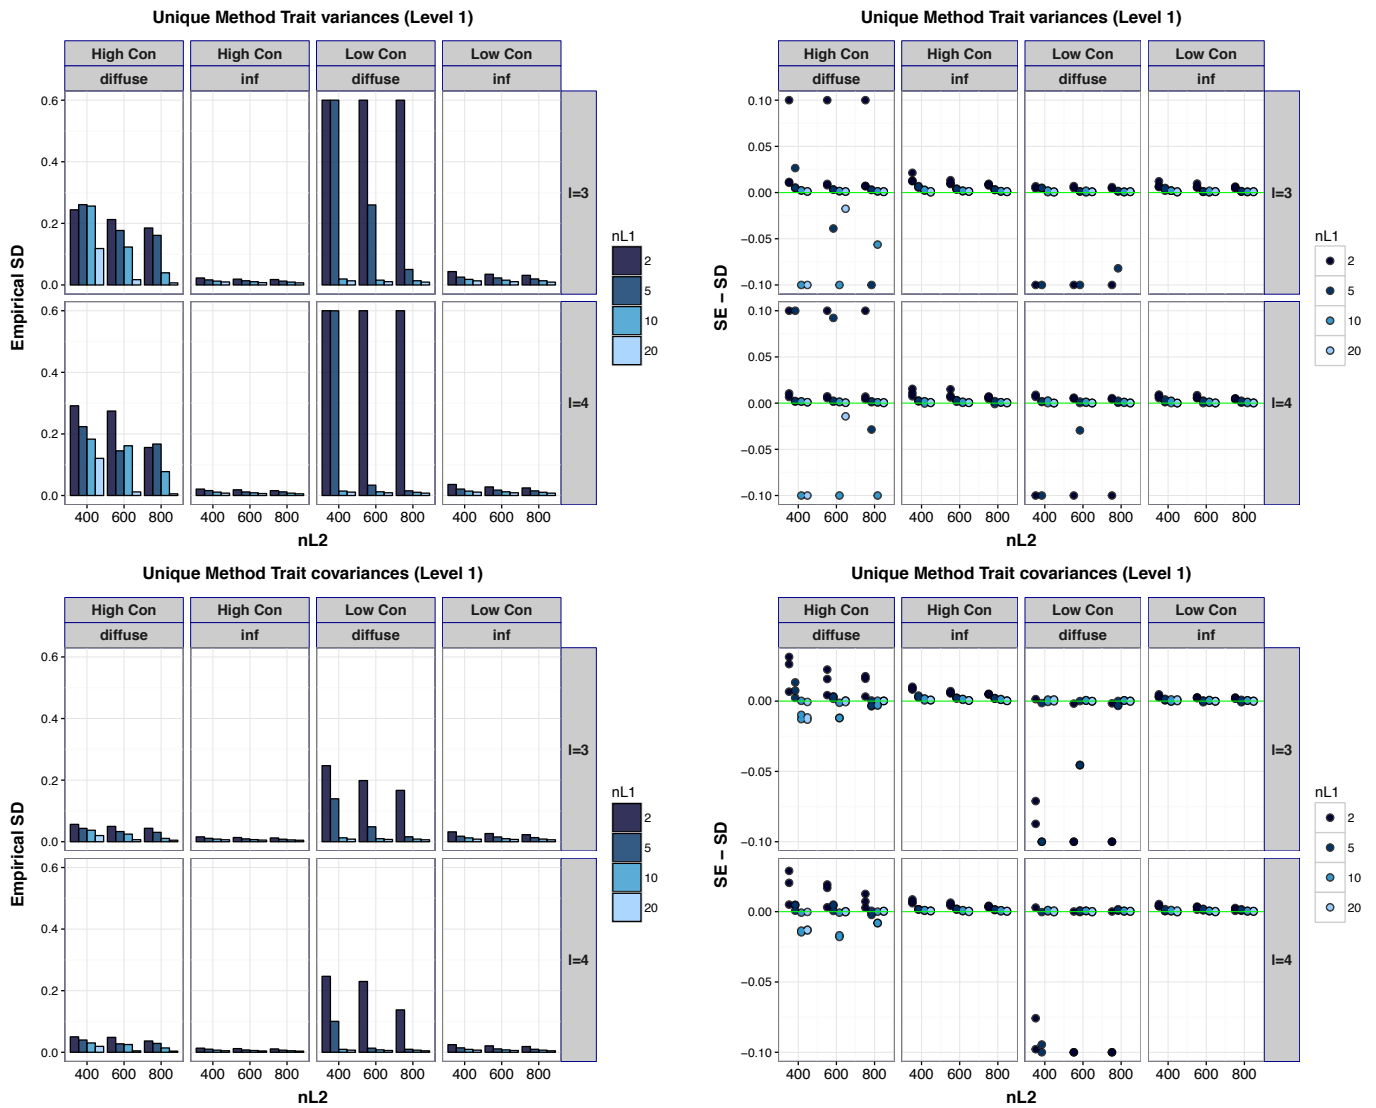 Unique Method Trait variances (Level 1)
High Con High Con Low Con Low Con
diffuse inf diffuse inf
0.6
0.4
0.2
0.0
l=3
0.6
0.4
0.2
0.0
l=4
Empirical SD
400 600 800 400 600 800 400 600 800 400 600 800
nL2
nL1
2
5
10
20
Unique Method Trait variances (Level 1)
High Con High Con Low Con Low Con
diffuse inf diffuse inf
0.10
0.05
0.00
−0.05
−0.10
l=3
0.10
0.05
0.00
−0.05
−0.10
l=4
SE − SD
400 600 800 400 600 800 400 600 800 400 600 800
nL2
nL1
2
5
10
20
Unique Method Trait covariances (Level 1)
High Con High Con Low Con Low Con
diffuse inf diffuse inf
0.6
0.4
0.2
0.0
l=3
0.6
0.4
0.2
0.0
l=4
Empirical SD
400 600 800 400 600 800 400 600 800 400 600 800
nL2
nL1
2
5
10
20
Unique Method Trait covariances (Level 1)
High Con High Con Low Con Low Con
diffuse inf diffuse inf
0.00
−0.05
−0.10
l=3
0.00
−0.05
−0.10
l=4
SE − SD
400 600 800 400 600 800 400 600 800 400 600 800
nL2
nL1
2
5
10
20